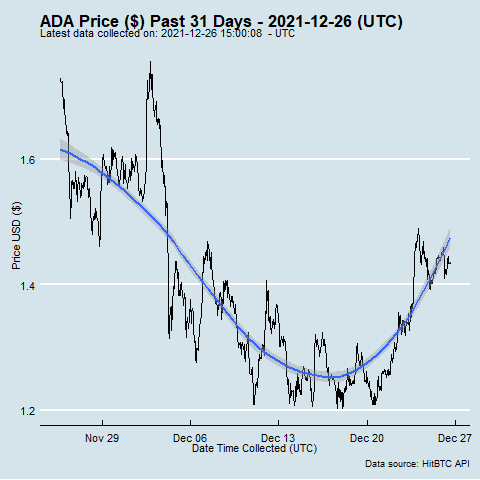 ADA Price ($) Past 31 Days - 2021-12-26 (UTC)
Latest data collected on: 2021-12-26 15:00:08 - UTC
Price USD ($)
1.6
1.4
1.2
Nov 29 Dec 06 Dec 13 Dec 20 Dec 27
Date Time Collected (UTC)
Data source: HitBTC API